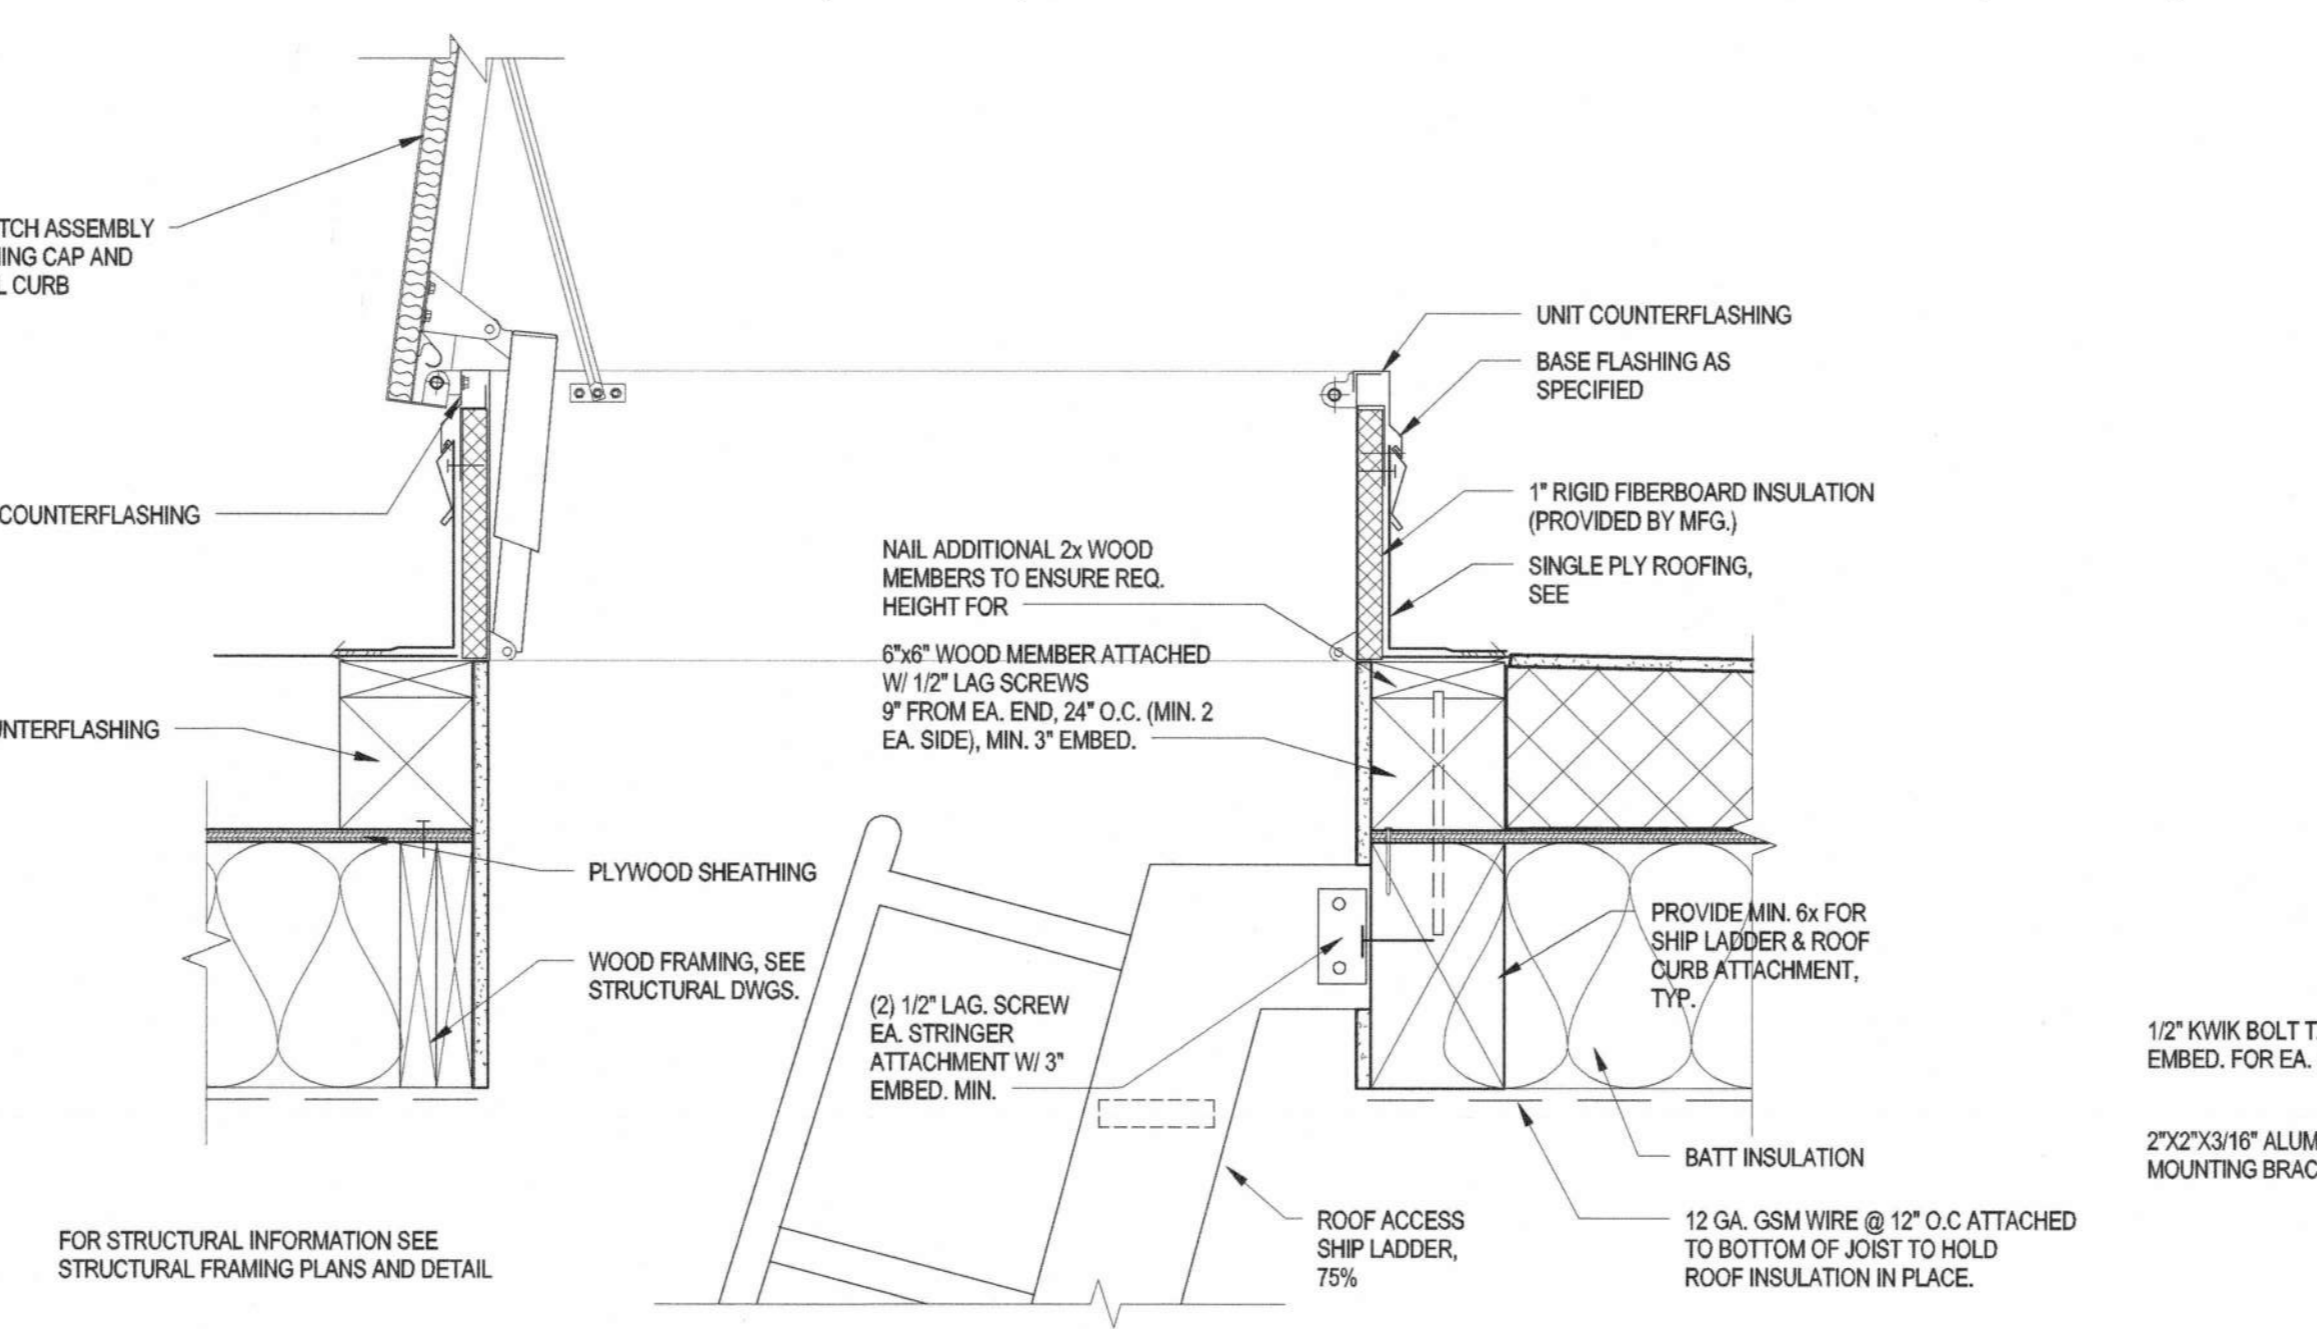 ASSEMBLY
CAP AND
CURB
COUNTERFLASHING
PLYWOOD SHEATHING
WOOD FRAMING, SEE
STRUCTURAL DWGS.
FOR STRUCTURAL INFORMATION SEE
STRUCTURAL FRAMING PLANS AND DETAIL
NAIL ADDITIONAL 2x WOOD
MEMBERS TO ENSURE REQ.
HEIGHT FOR
6"x6" WOOD MEMBER ATTACHED
W/ 1/2" LAG SCREWS
9" FROM EA. END, 24" O.C. (MIN. 2
EA. SIDE), MIN. 3" EMBED.
(2) 1/2" LAG. SCREW
EA. STRINGER
ATTACHMENT W/ 3"
EMBED. MIN.
UNIT COUNTERFLASHING
BASE FLASHING AS
SPECIFIED
1" RIGID FIBERBOARD INSULATION
(PROVIDED BY MFG.)
SINGLE PLY ROOFING,
SEE
PROVIDE MIN. 6x FOR
SHIP LADDER & ROOF
CURB ATTACHMENT,
TYP.
BATT INSULATION
12 GA. GSM WIRE @ 12" O.C ATTACHED
TO BOTTOM OF JOIST TO HOLD
ROOF INSULATION IN PLACE.
ROOF ACCESS
SHIP LADDER,
75%
1/2" KWIK BOLT
EMBED. FOR EA.
2"X2"X3/16"
MOUNTING